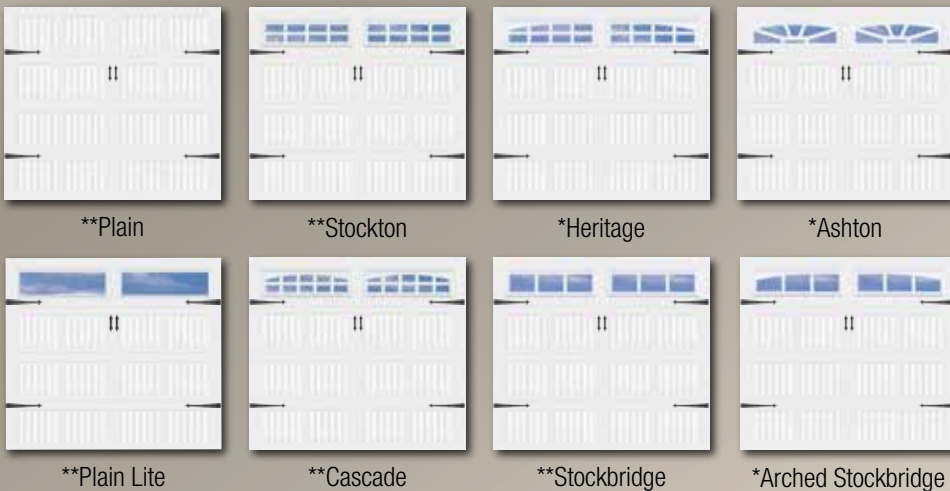 **Plain
**Stockton
*Heritage
*Ashton
**Plain Lite
**Cascade
**Stockbridge
*Arched Stockbridge